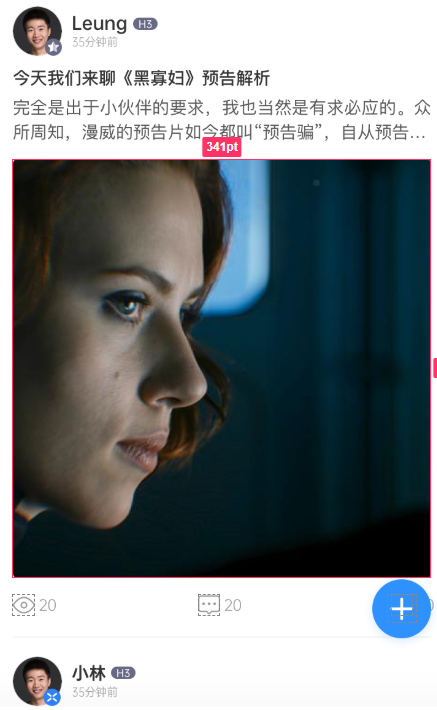 Leung H3
35分钟前
今天我们来聊《黑寡妇》预告解析
完全是出于小伙伴的要求，我也当然是有求必应的。众
所周知，漫威的预告片如今都叫“预告骗”，自从预告...
341pt
20 20
小林 H3
35分钟前